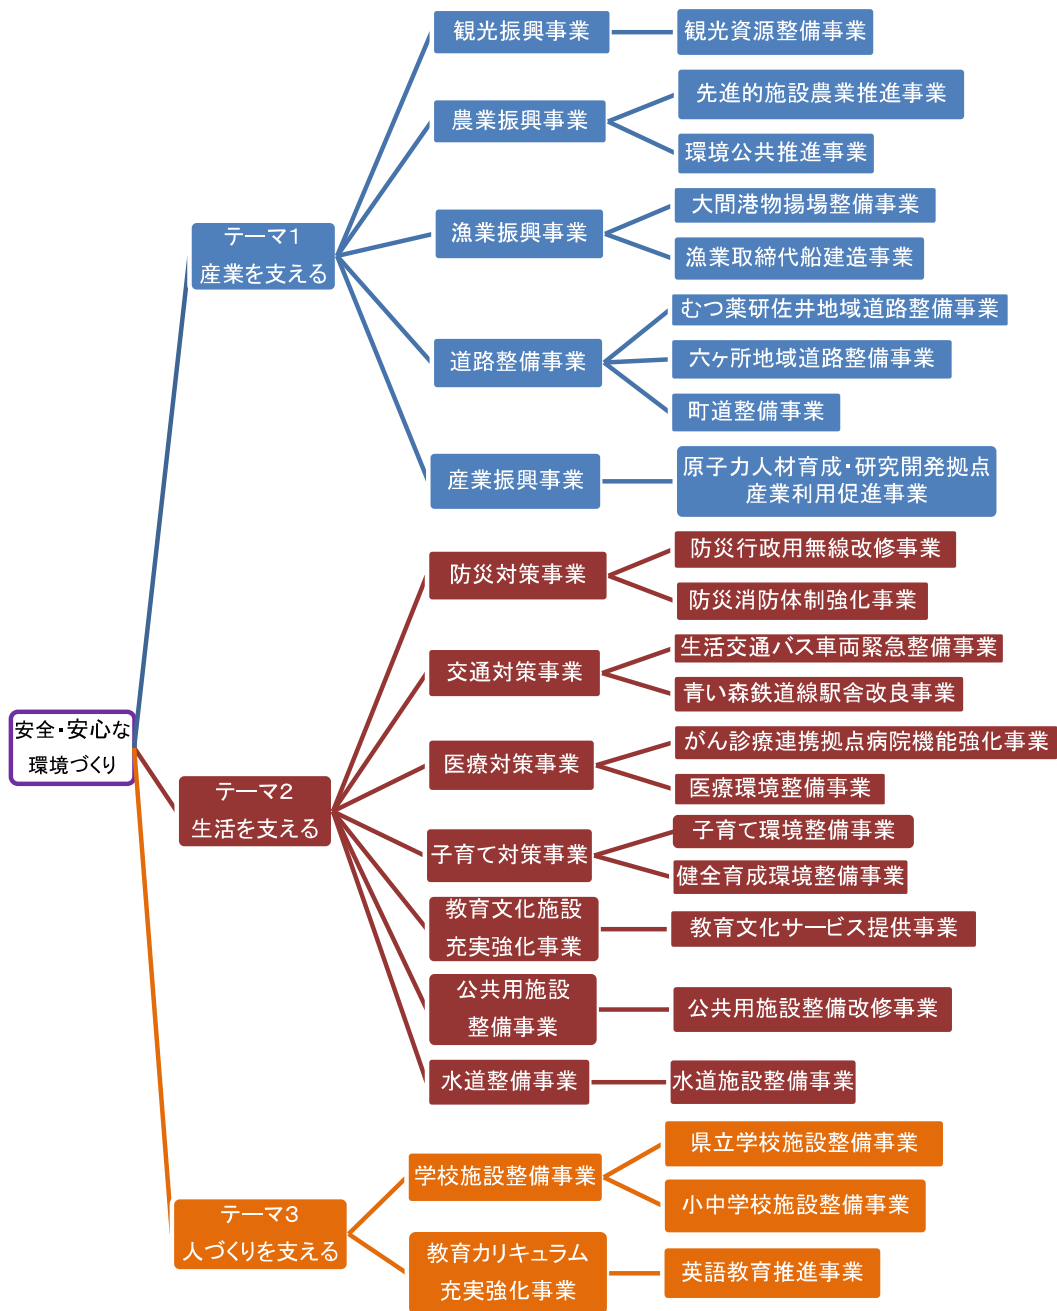 安全・安心な
環境づくり
テーマ1
産業を支える
観光振興事業
観光資源整備事業
農業振興事業
先進的施設農業推進事業
環境公共推進事業
漁業振興事業
大間港物揚場整備事業
漁業取締代船建造事業
道路整備事業
むつ薬研佐井地域道路整備事業
六ヶ所地域道路整備事業
町道整備事業
産業振興事業
原子力人材育成・研究開発拠点
産業利用促進事業
テーマ2
生活を支える
防災対策事業
防災行政用無線改修事業
防災消防体制強化事業
交通対策事業
生活交通バス車両緊急整備事業
青い森鉄道線駅舎改良事業
医療対策事業
がん診療連携拠点病院機能強化事業
医療環境整備事業
子育て対策事業
子育て環境整備事業
健全育成環境整備事業
教育文化施設
充実強化事業
教育文化サービス提供事業
公共用施設
整備事業
公共用施設整備改修事業
水道整備事業
水道施設整備事業
テーマ3
人づくりを支える
学校施設整備事業
県立学校施設整備事業
小中学校施設整備事業
教育カリキュラム
充実強化事業
英語教育推進事業